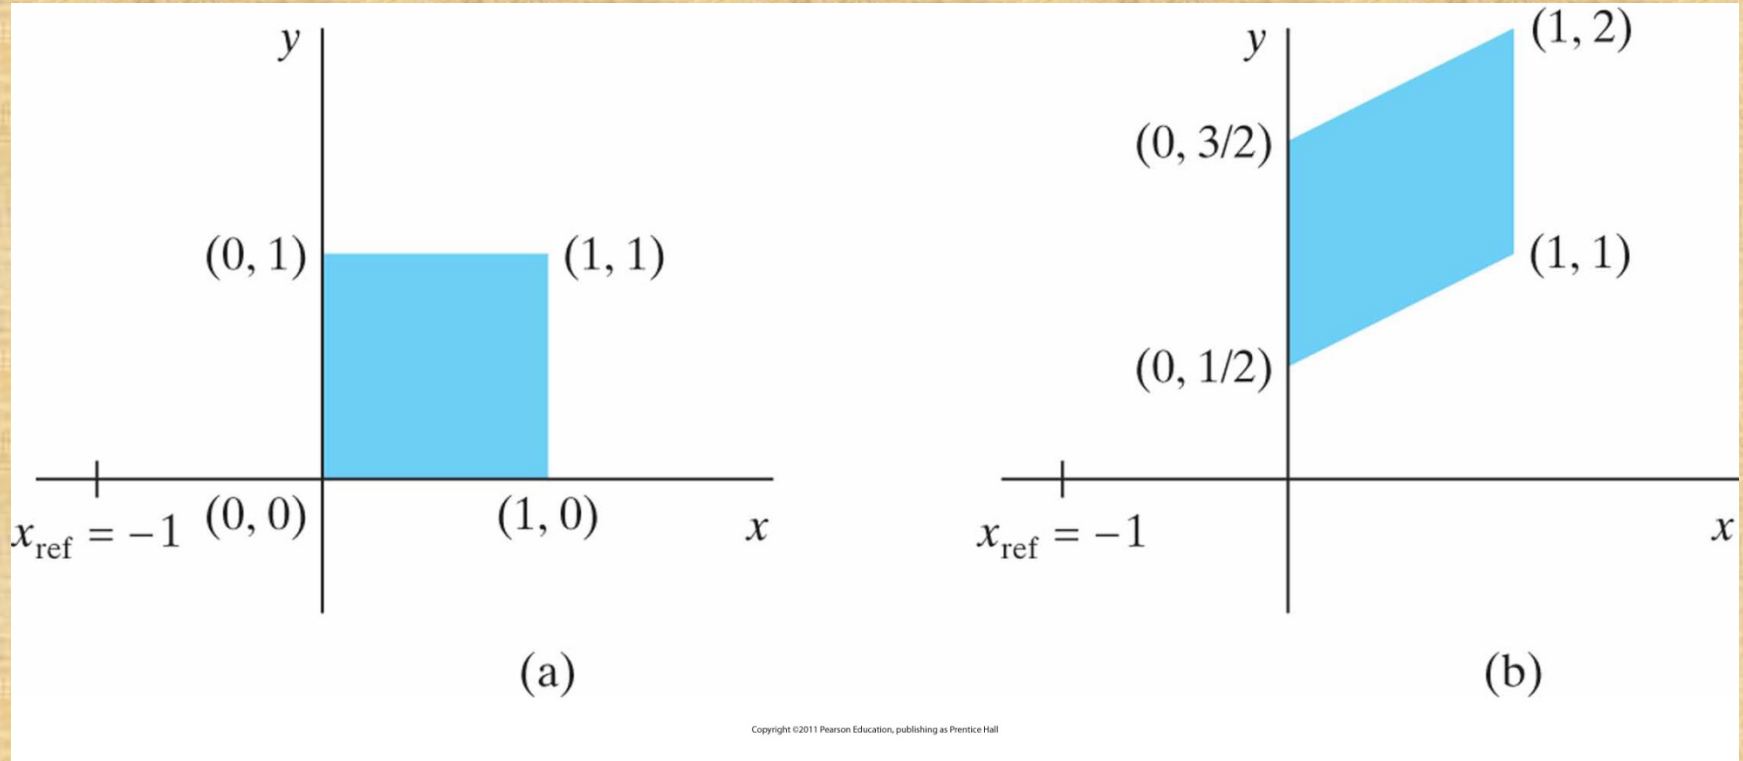 y
(0, 1)
(1, 1)
x_ref = −1
(0, 0)
(1, 0)
x
(a)
y
(1, 2)
(0, 3/2)
(1, 1)
(0, 1/2)
x_ref = −1
x
(b)
Copyright ©2011 Pearson Education, publishing as Prentice Hall